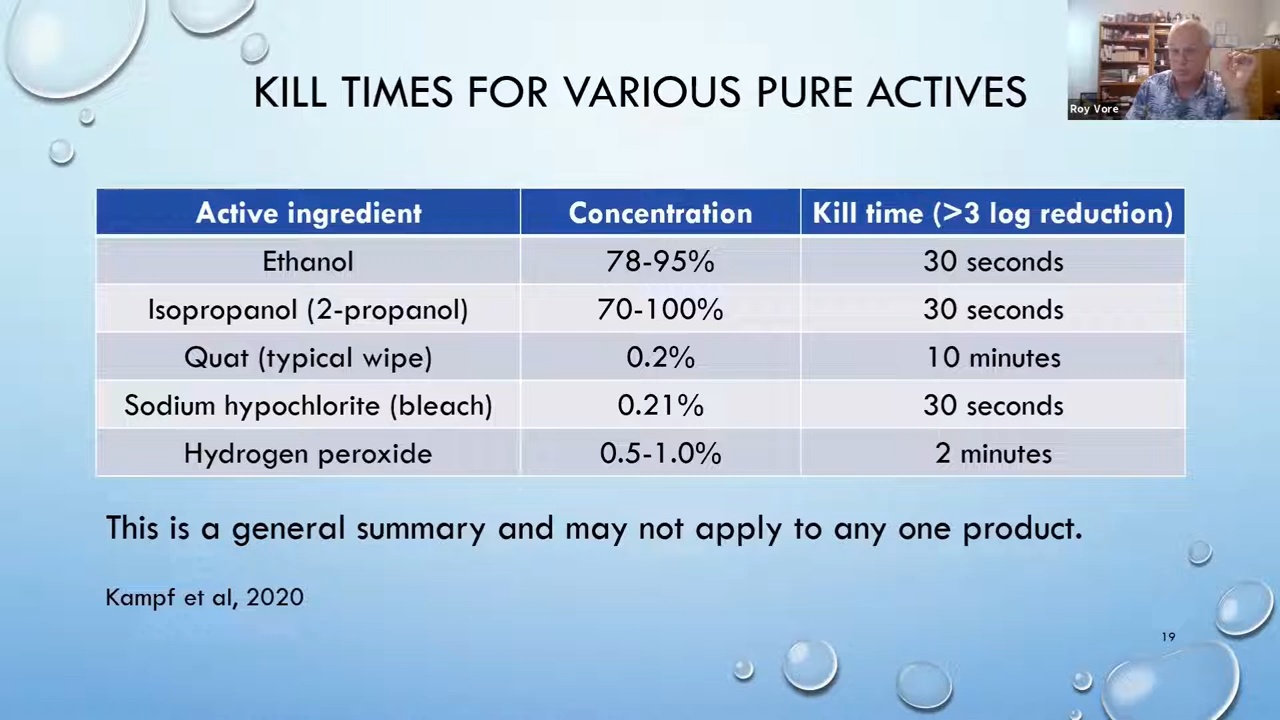 KILL TIMES FOR VARIOUS PURE ACTIVES
Roy Vore
Active ingredient Concentration Kill time (>3 log reduction)
Ethanol 78-95% 30 seconds
Isopropanol (2-propanol) 70-100% 30 seconds
Quat (typical wipe) 0.2% 10 minutes
Sodium hypochlorite (bleach) 0.21% 30 seconds
Hydrogen peroxide 0.5-1.0% 2 minutes
This is a general summary and may not apply to any one product.
Kampf et al, 2020
19